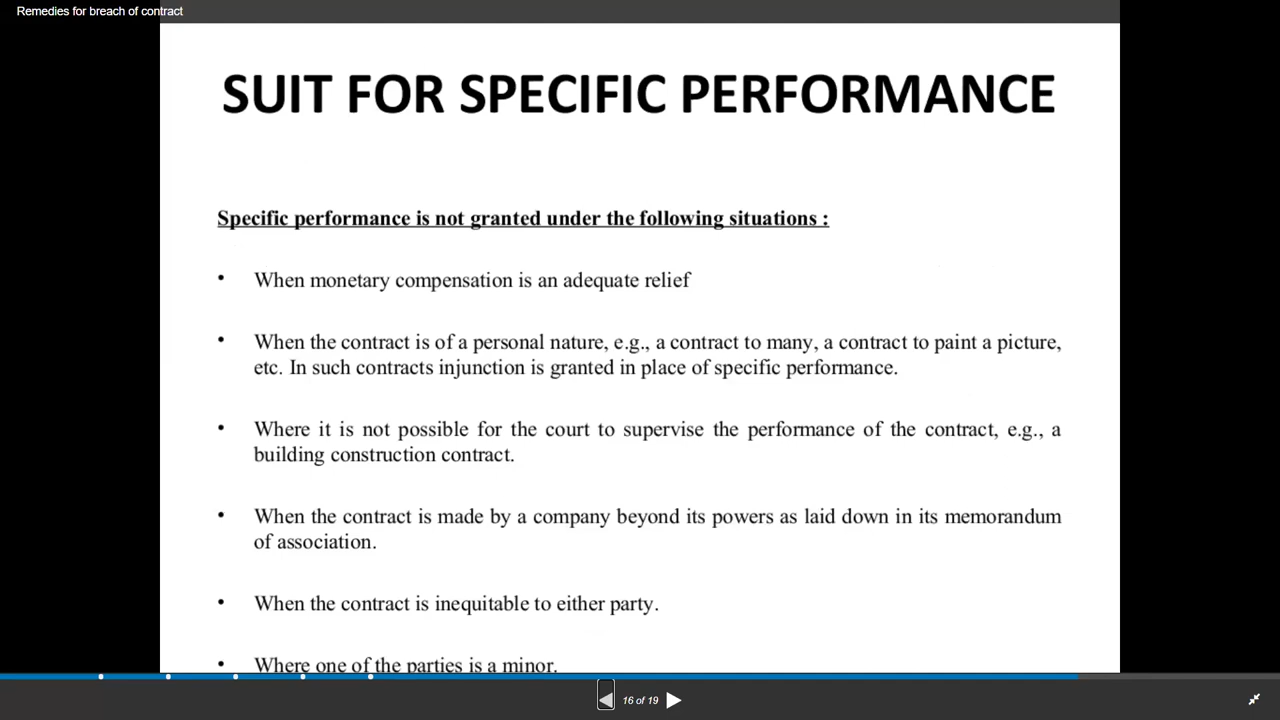 Remedies for breach of contract
SUIT FOR SPECIFIC PERFORMANCE
Specific performance is not granted under the following situations :
• When monetary compensation is an adequate relief
• When the contract is of a personal nature, e.g., a contract to many, a contract to paint a picture,
etc. In such contracts injunction is granted in place of specific performance.
• Where it is not possible for the court to supervise the performance of the contract, e.g., a
building construction contract.
• When the contract is made by a company beyond its powers as laid down in its memorandum
of association.
• When the contract is inequitable to either party.
• Where one of the parties is a minor.
16 of 19